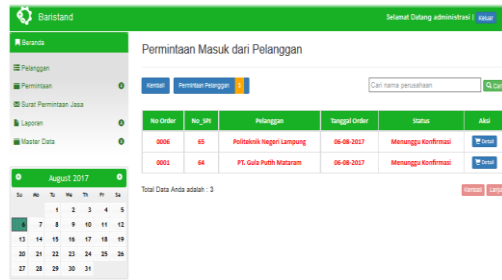 Baristand
Selamat Datang administrasi | Keluar
Beranda
Pelanggan
Permintaan
Surat Permintaan Jasa
Laporan
Master Data
August 2017
Su Mo Tu We Th Fr Sa
1 2 3 4 5
6 7 8 9 10 11 12
13 14 15 16 17 18 19
20 21 22 23 24 25 26
27 28 29 30 31
Permintaan Masuk dari Pelanggan
Kembali Permintaan Pelanggan
Cari nama perusahaan Cari
No Order No_SPJ Pelanggan Tanggal Order Status Aksi
0006 65 Politeknik Negeri Lampung 06-08-2017 Menunggu Konfirmasi Detail
0001 64 PT. Gula Putih Mataram 06-08-2017 Menunggu Konfirmasi Detail
Total Data Anda adalah : 3
Kembali Lanju